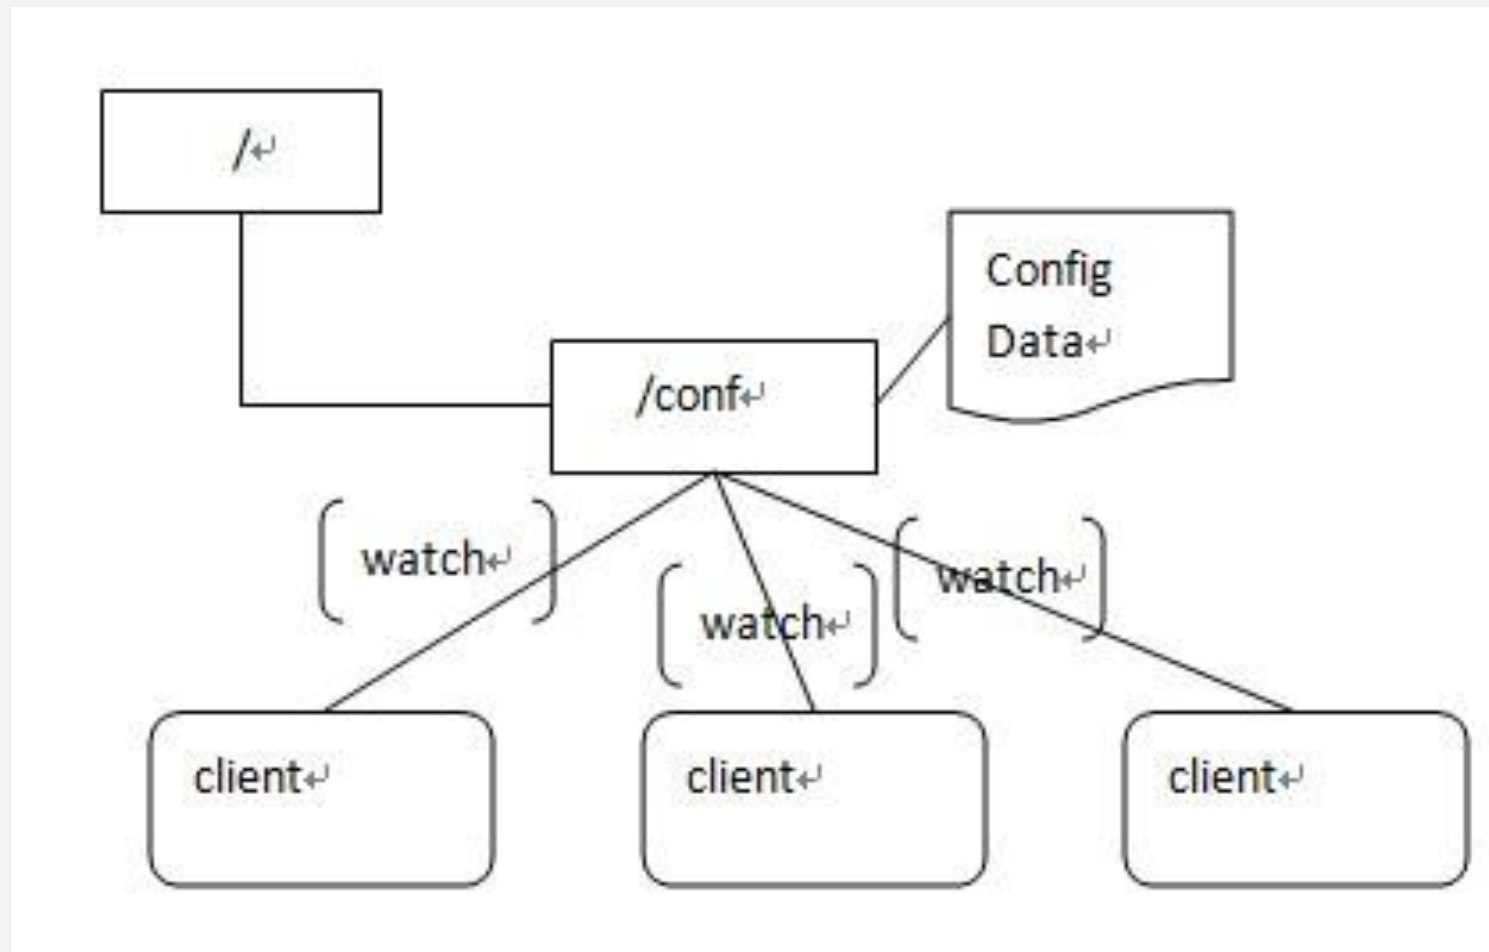 /
Config
Data
/conf
watch
watch
watch
client
client
client